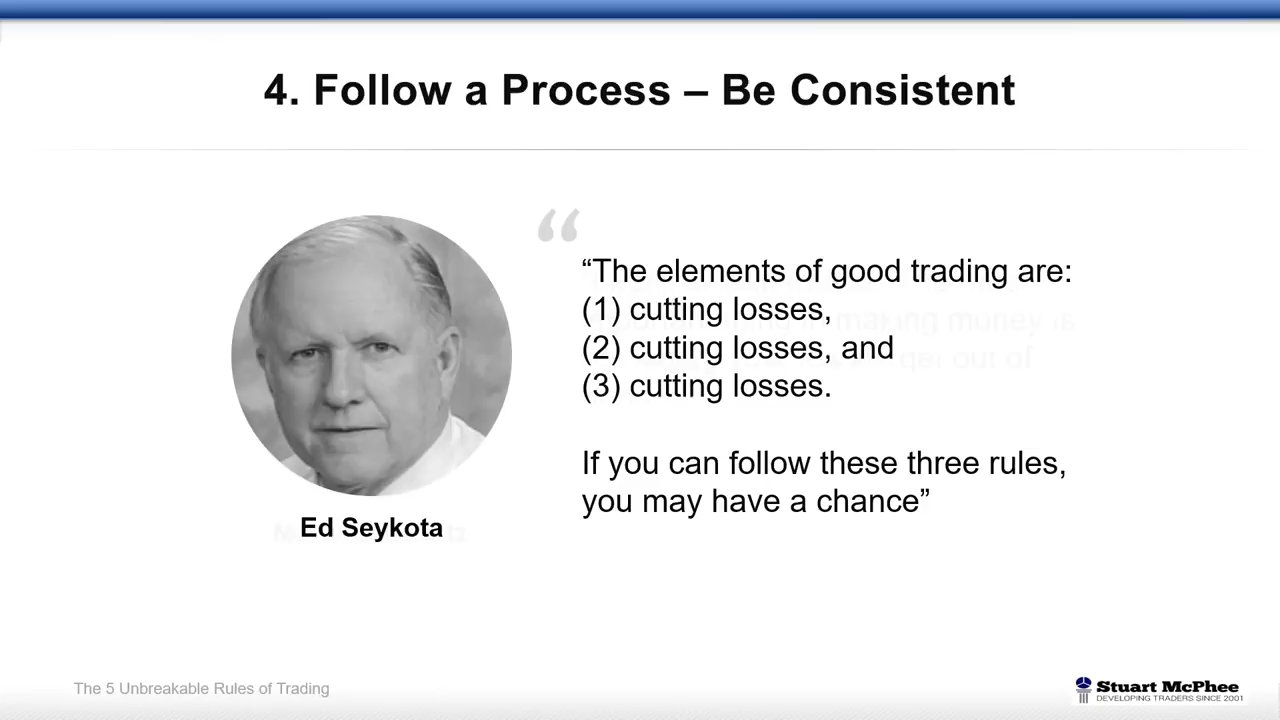 4. Follow a Process – Be Consistent
“
“The elements of good trading are:
(1) cutting losses,
(2) cutting losses, and
(3) cutting losses.
If you can follow these three rules,
you may have a chance”
Ed Seykota
The 5 Unbreakable Rules of Trading
Stuart McPhee
DEVELOPING TRADERS SINCE 2001